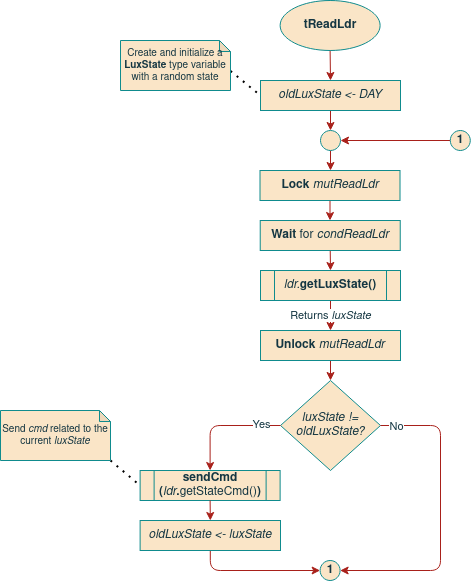 tReadLdr
Create and initialize a
LuxState type variable
with a random state
oldLuxState <- DAY
1
Lock mutReadLdr
Wait for condReadLdr
ldr.getLuxState()
Returns luxState
Unlock mutReadLdr
luxState !=
oldLuxState?
Yes
No
Send cmd related to the
current luxState
sendCmd
(ldr.getStateCmd())
oldLuxState <- luxState
1